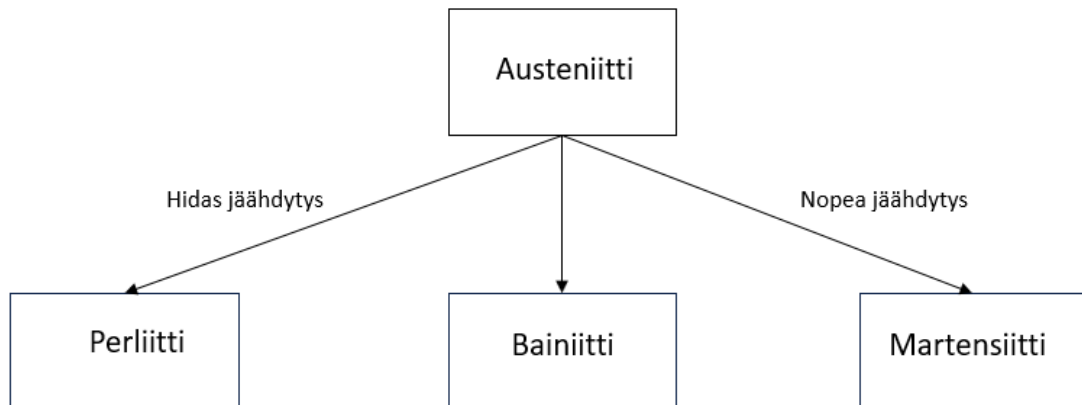 Austeniitti
Hidas jäähdytys
Nopea jäähdytys
Perliitti
Bainiitti
Martensiitti